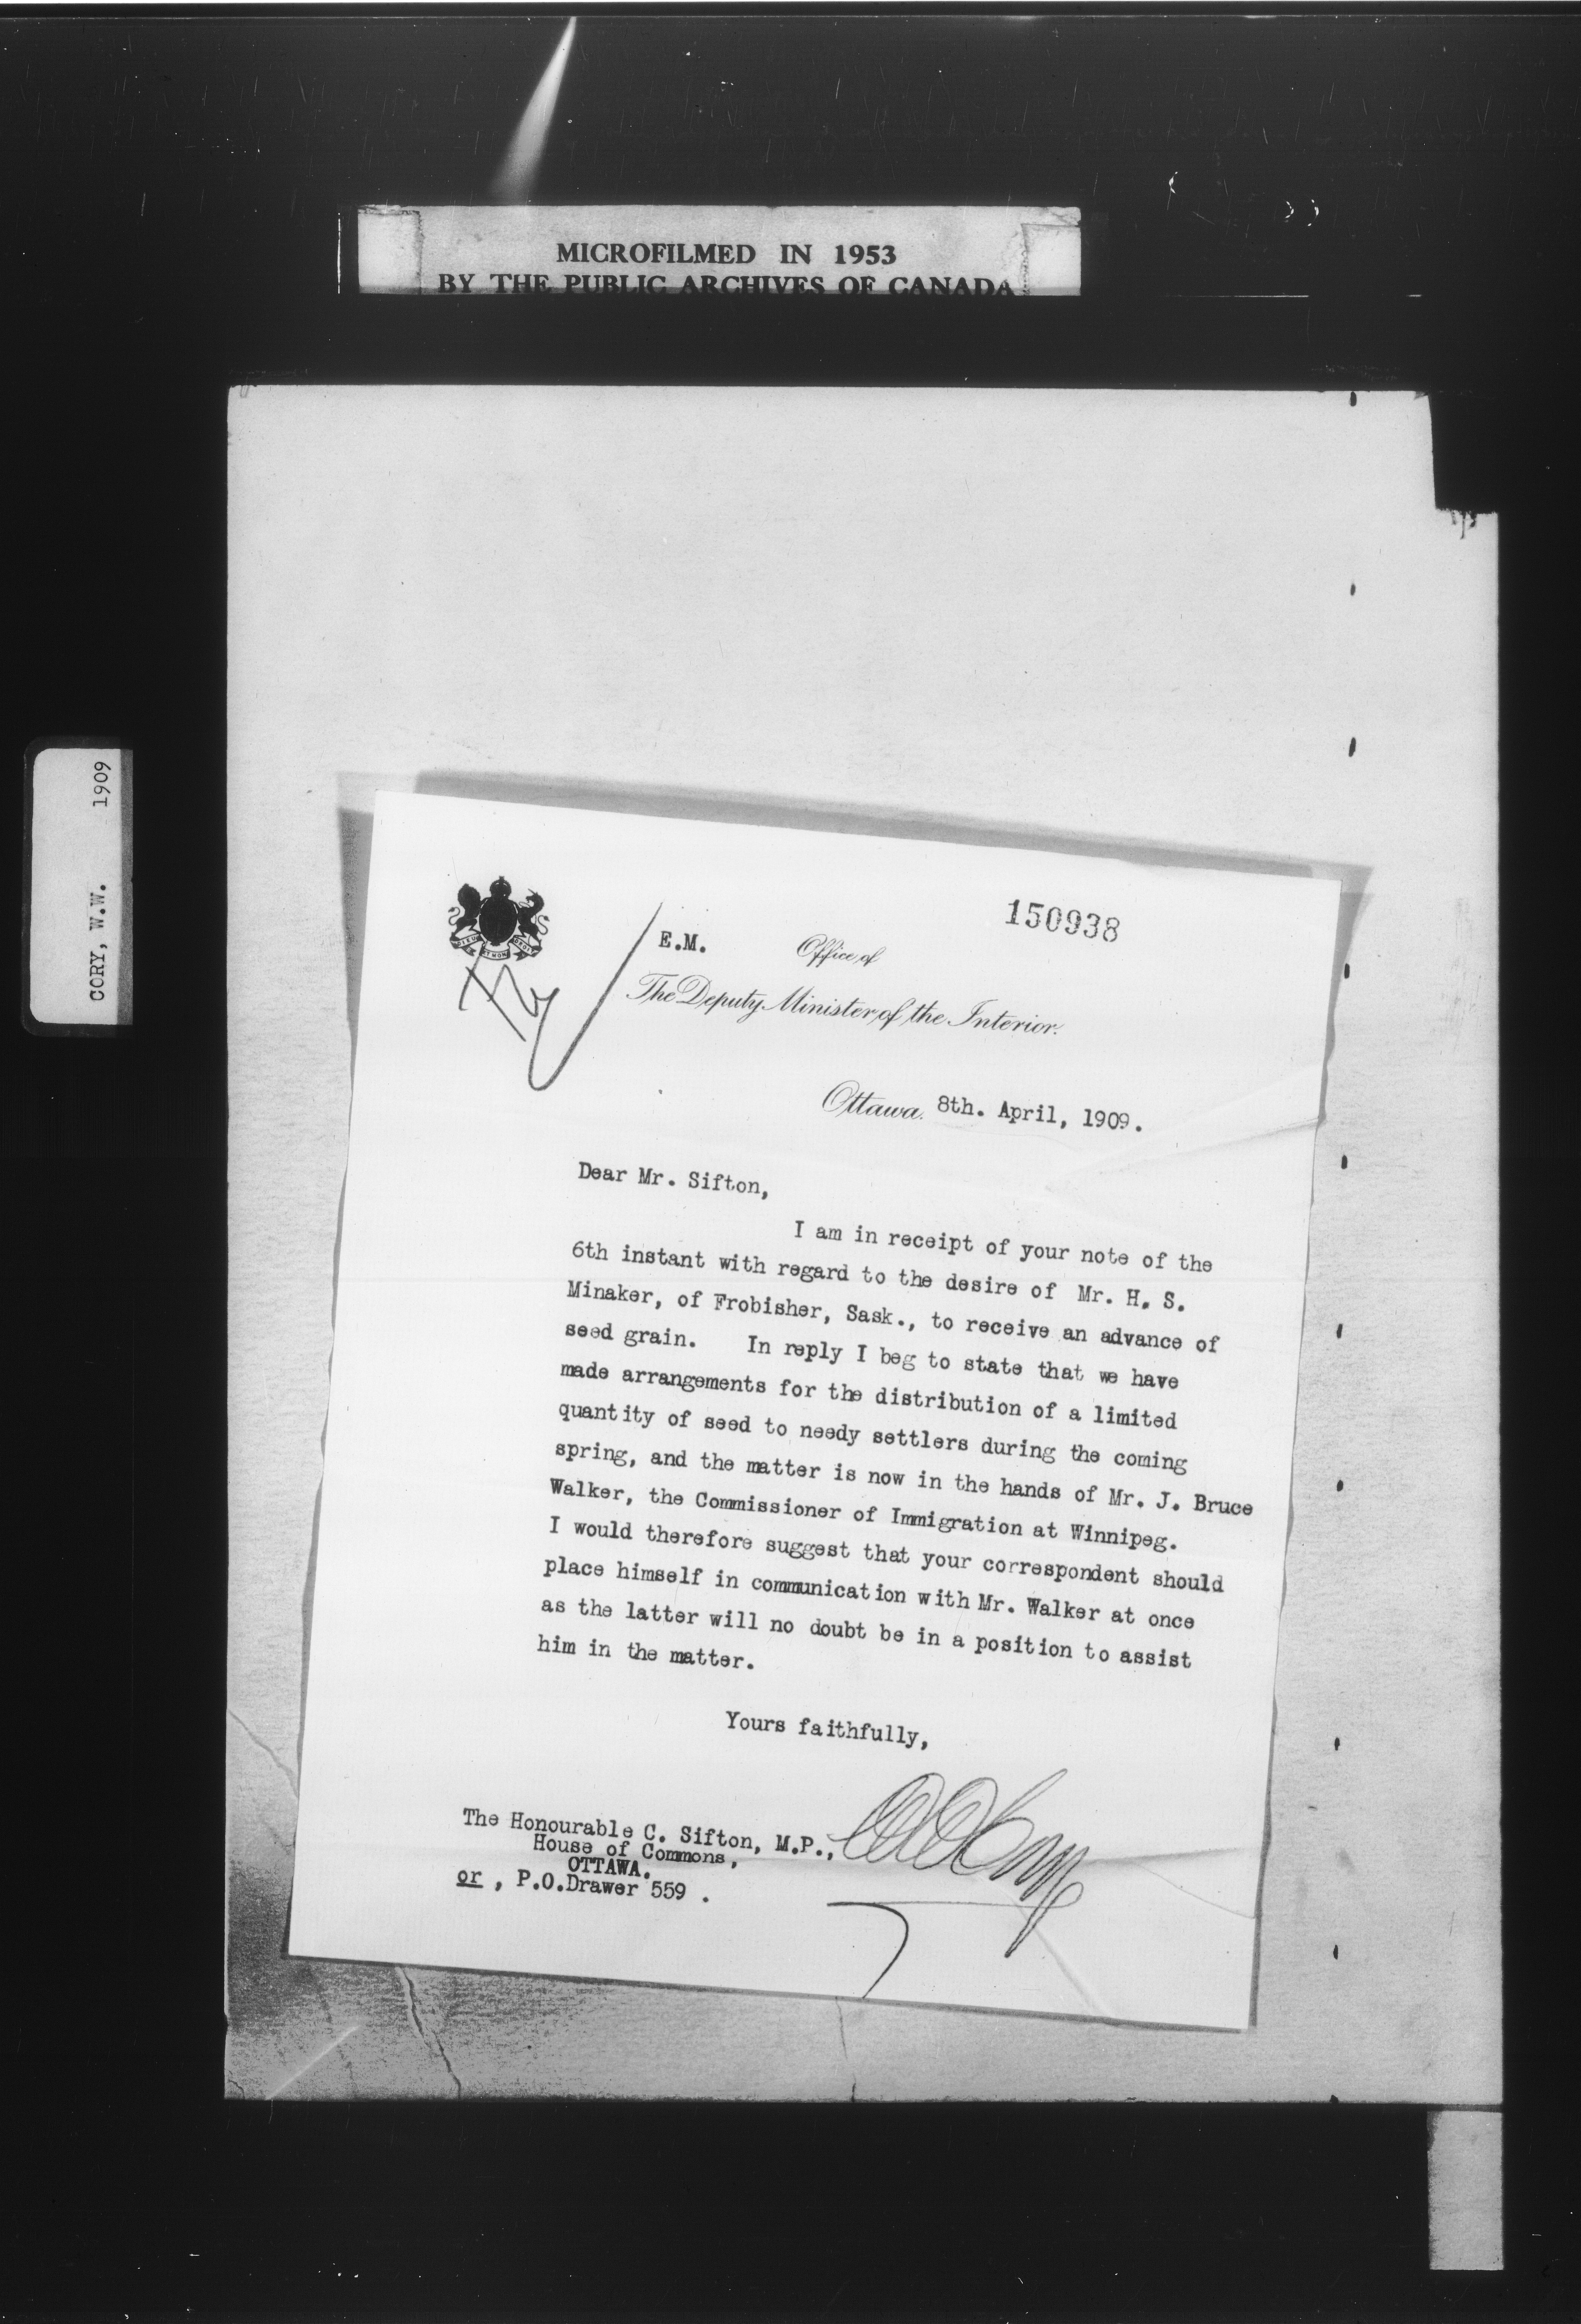 MICROFILMED IN 1953
BY THE PUBLIC ARCHIVES OF CANADA
CORY, W.W. 1909
150938
E.M.
Office of
The Deputy Minister of the Interior.
Ottawa. 8th. April, 1909.
Dear Mr. Sifton,
I am in receipt of your note of the
6th instant with regard to the desire of Mr. H. S.
Minaker, of Frobisher, Sask., to receive an advance of
seed grain. In reply I beg to state that we have
made arrangements for the distribution of a limited
quantity of seed to needy settlers during the coming
spring, and the matter is now in the hands of Mr. J. Bruce
Walker, the Commissioner of Immigration at Winnipeg.
I would therefore suggest that your correspondent should
place himself in communication with Mr. Walker at once
as the latter will no doubt be in a position to assist
him in the matter.
Yours faithfully,
WWCory
The Honourable C. Sifton, M.P.,
House of Commons,
OTTAWA.
or , P.O.Drawer 559 .